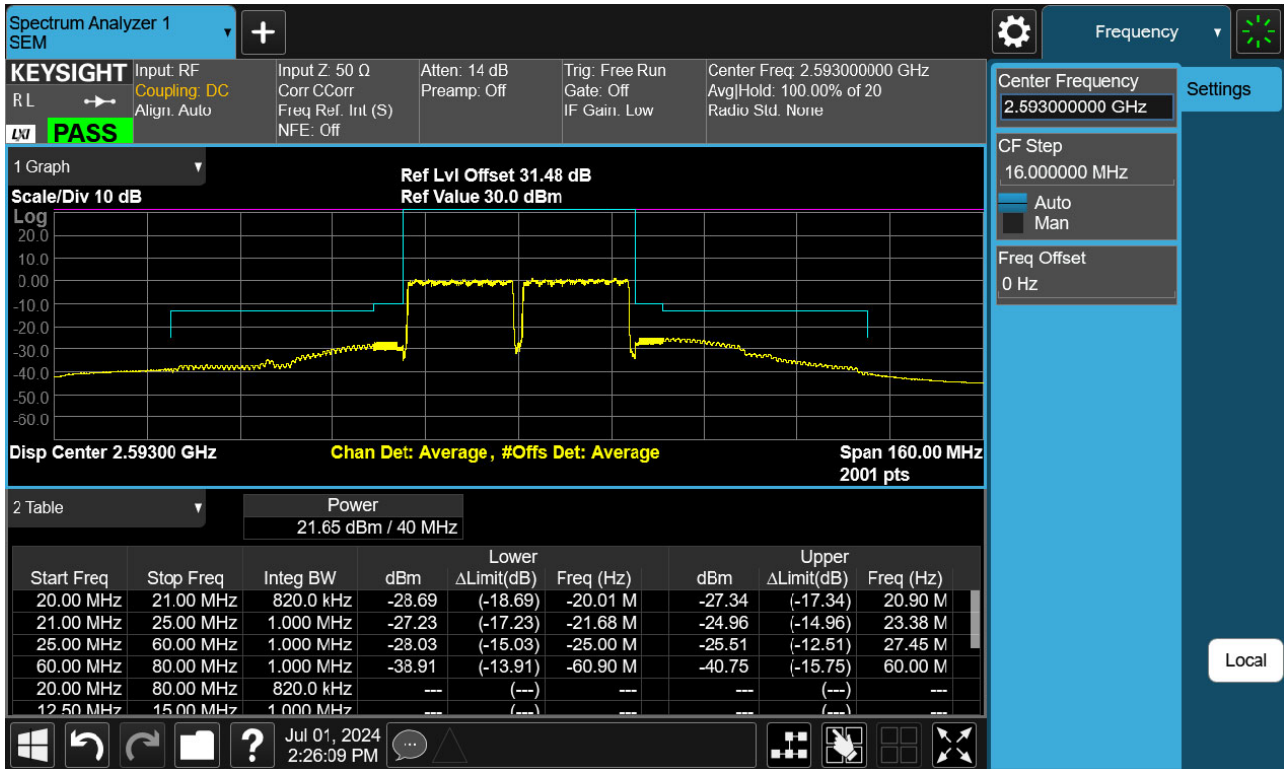 Spectrum Analyzer 1
SEM
+
Frequency
KEYSIGHT
R L
LXI
PASS
Input: RF
Coupling: DC
Align: Auto
Input Z: 50 Ω
Corr CCorr
Freq Ref: Int (S)
NFE: Off
Atten: 14 dB
Preamp: Off
Trig: Free Run
Gate: Off
IF Gain: Low
Center Freq: 2.593000000 GHz
Avg|Hold: 100.00% of 20
Radio Std: None
Center Frequency
2.593000000 GHz
Settings
CF Step
16.000000 MHz
Auto
Man
Freq Offset
0 Hz
1 Graph
Scale/Div 10 dB
Ref Lvl Offset 31.48 dB
Ref Value 30.0 dBm
Log
20.0
10.0
0.00
-10.0
-20.0
-30.0
-40.0
-50.0
-60.0
Disp Center 2.59300 GHz
Chan Det: Average , #Offs Det: Average
Span 160.00 MHz
2001 pts
2 Table
Power
21.65 dBm / 40 MHz
Lower Upper
Start Freq Stop Freq Integ BW dBm ΔLimit(dB) Freq (Hz) dBm ΔLimit(dB) Freq (Hz)
20.00 MHz 21.00 MHz 820.0 kHz -28.69 (-18.69) -20.01 M -27.34 (-17.34) 20.90 M
21.00 MHz 25.00 MHz 1.000 MHz -27.23 (-17.23) -21.68 M -24.96 (-14.96) 23.38 M
25.00 MHz 60.00 MHz 1.000 MHz -28.03 (-15.03) -25.00 M -25.51 (-12.51) 27.45 M
60.00 MHz 80.00 MHz 1.000 MHz -38.91 (-13.91) -60.90 M -40.75 (-15.75) 60.00 M
20.00 MHz 80.00 MHz 820.0 kHz --- (---) --- --- (---) ---
12.50 MHz 15.00 MHz 1.000 MHz --- (---) --- --- (---) ---
Local
?
Jul 01, 2024
2:26:09 PM